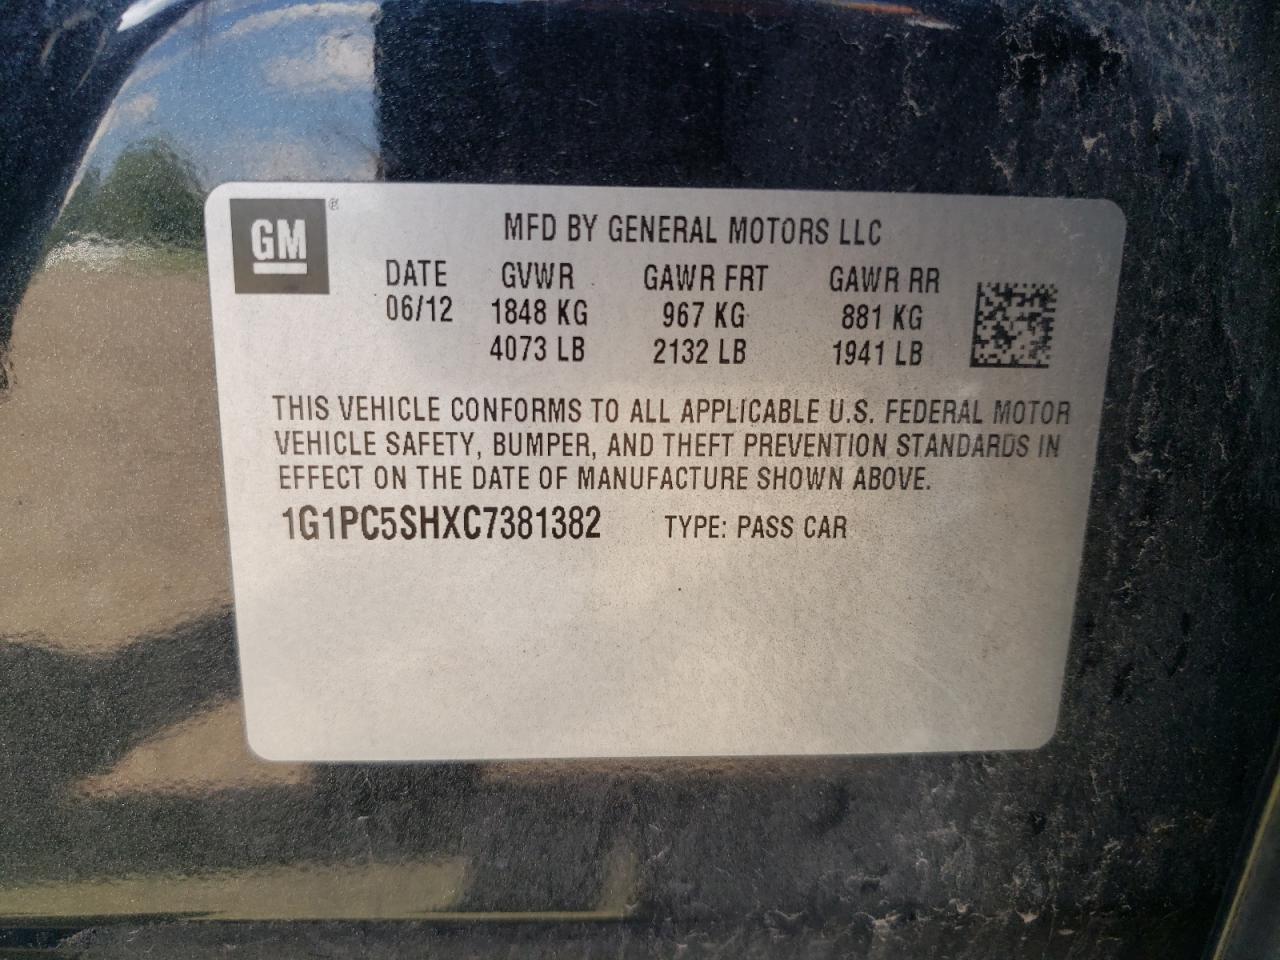 GM ®
MFD BY GENERAL MOTORS LLC
DATE GVWR GAWR FRT GAWR RR
06/12 1848 KG 967 KG 881 KG
4073 LB 2132 LB 1941 LB
THIS VEHICLE CONFORMS TO ALL APPLICABLE U.S. FEDERAL MOTOR
VEHICLE SAFETY, BUMPER, AND THEFT PREVENTION STANDARDS IN
EFFECT ON THE DATE OF MANUFACTURE SHOWN ABOVE.
1G1PC5SHXC7381382 TYPE: PASS CAR